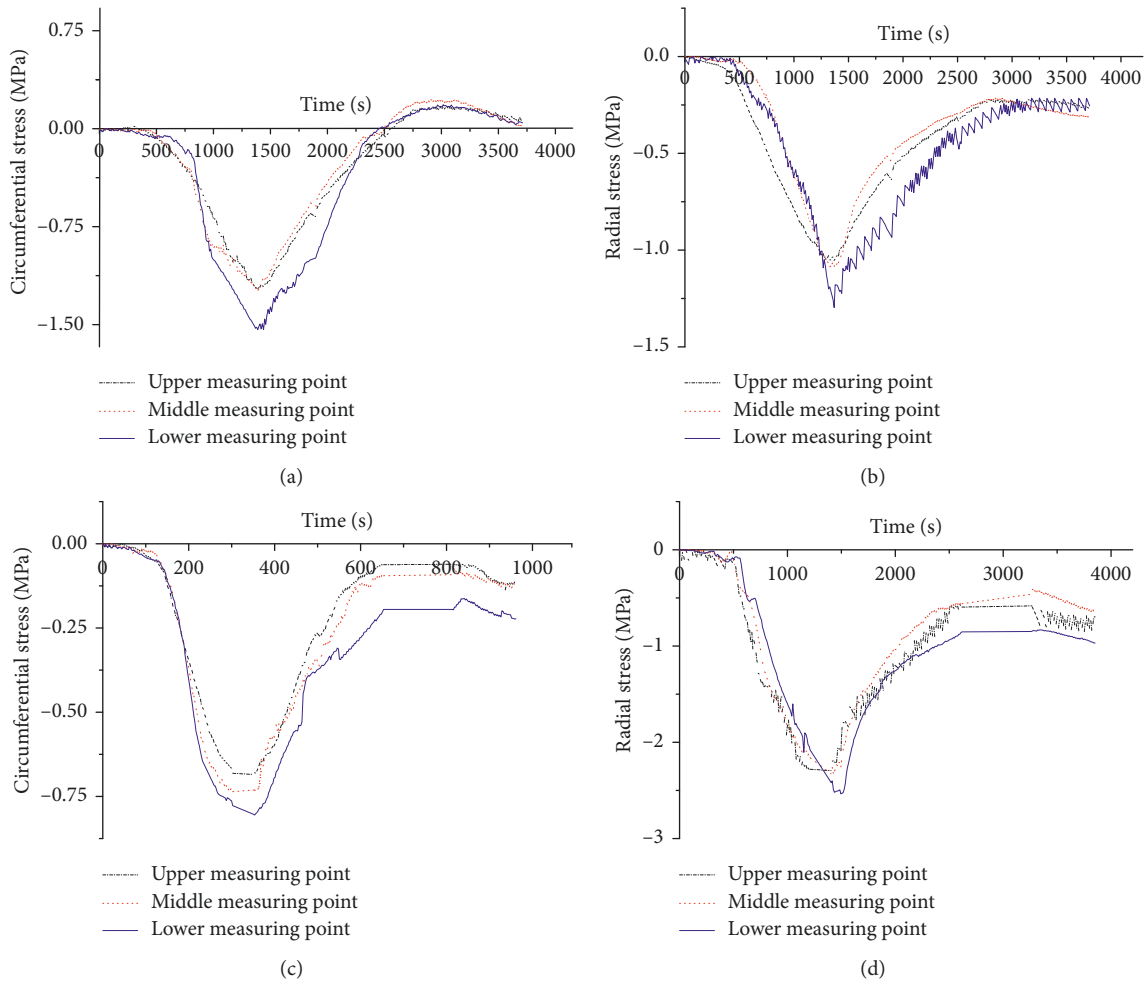 0.75
0.00
−0.75
−1.50
Circumferential stress (MPa)
Time (s)
0 500 1000 1500 2000 2500 3000 3500 4000
Upper measuring point
Middle measuring point
Lower measuring point
(a)
Time (s)
0.0
−0.5
−1.0
−1.5
Radial stress (MPa)
0 500 1000 1500 2000 2500 3000 3500 4000
Upper measuring point
Middle measuring point
Lower measuring point
(b)
Time (s)
0.00
−0.25
−0.50
−0.75
Circumferential stress (MPa)
0 200 400 600 800 1000
Upper measuring point
Middle measuring point
Lower measuring point
(c)
Time (s)
0
−1
−2
−3
Radial stress (MPa)
0 1000 2000 3000 4000
Upper measuring point
Middle measuring point
Lower measuring point
(d)